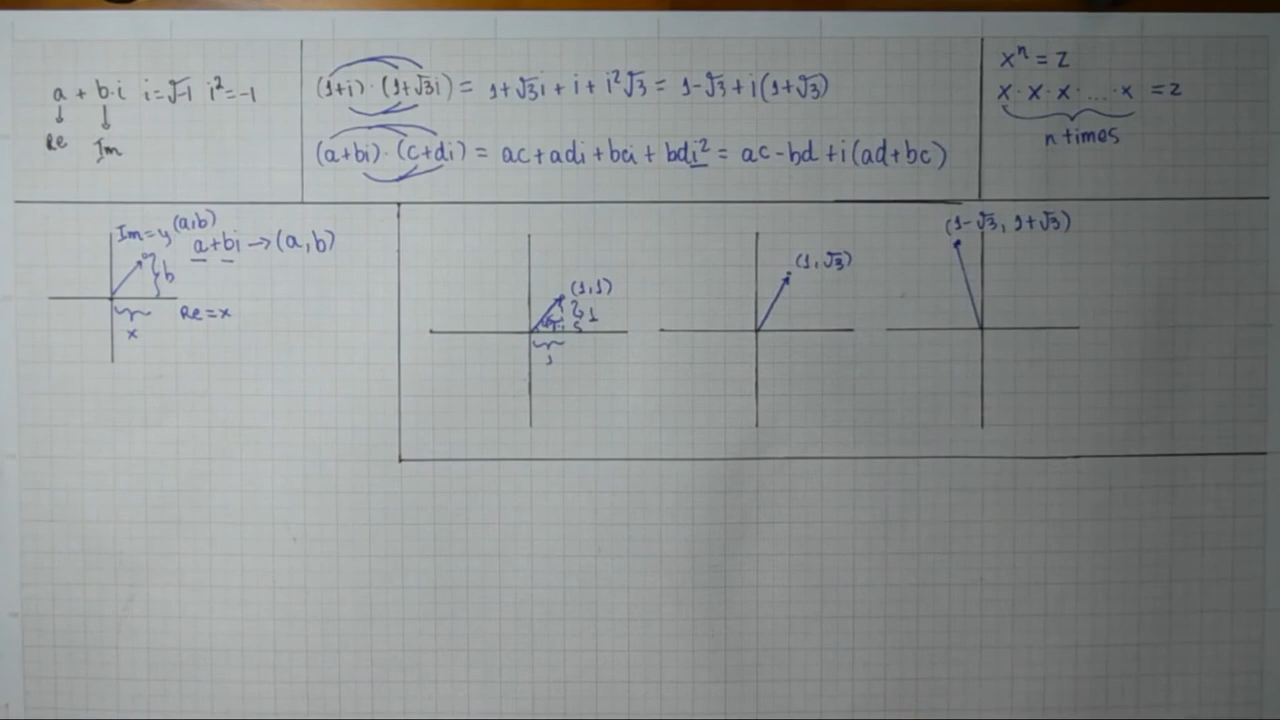 a + b·i i=√-1 i²=-1
↓ ↓
Re Im
(1+i)·(1+√3i) = 1+√3i+i+i²√3 = 1-√3+i(1+√3)
(a+bi)·(c+di) = ac+adi+bci+bdi² = ac-bd+i(ad+bc)
xⁿ = z
x·x·x·...·x = z
n times
Im=y (a,b)
a+bi→(a,b)
b
Re=x
x
(1,1)
1
(1,√3)
(1-√3, 1+√3)